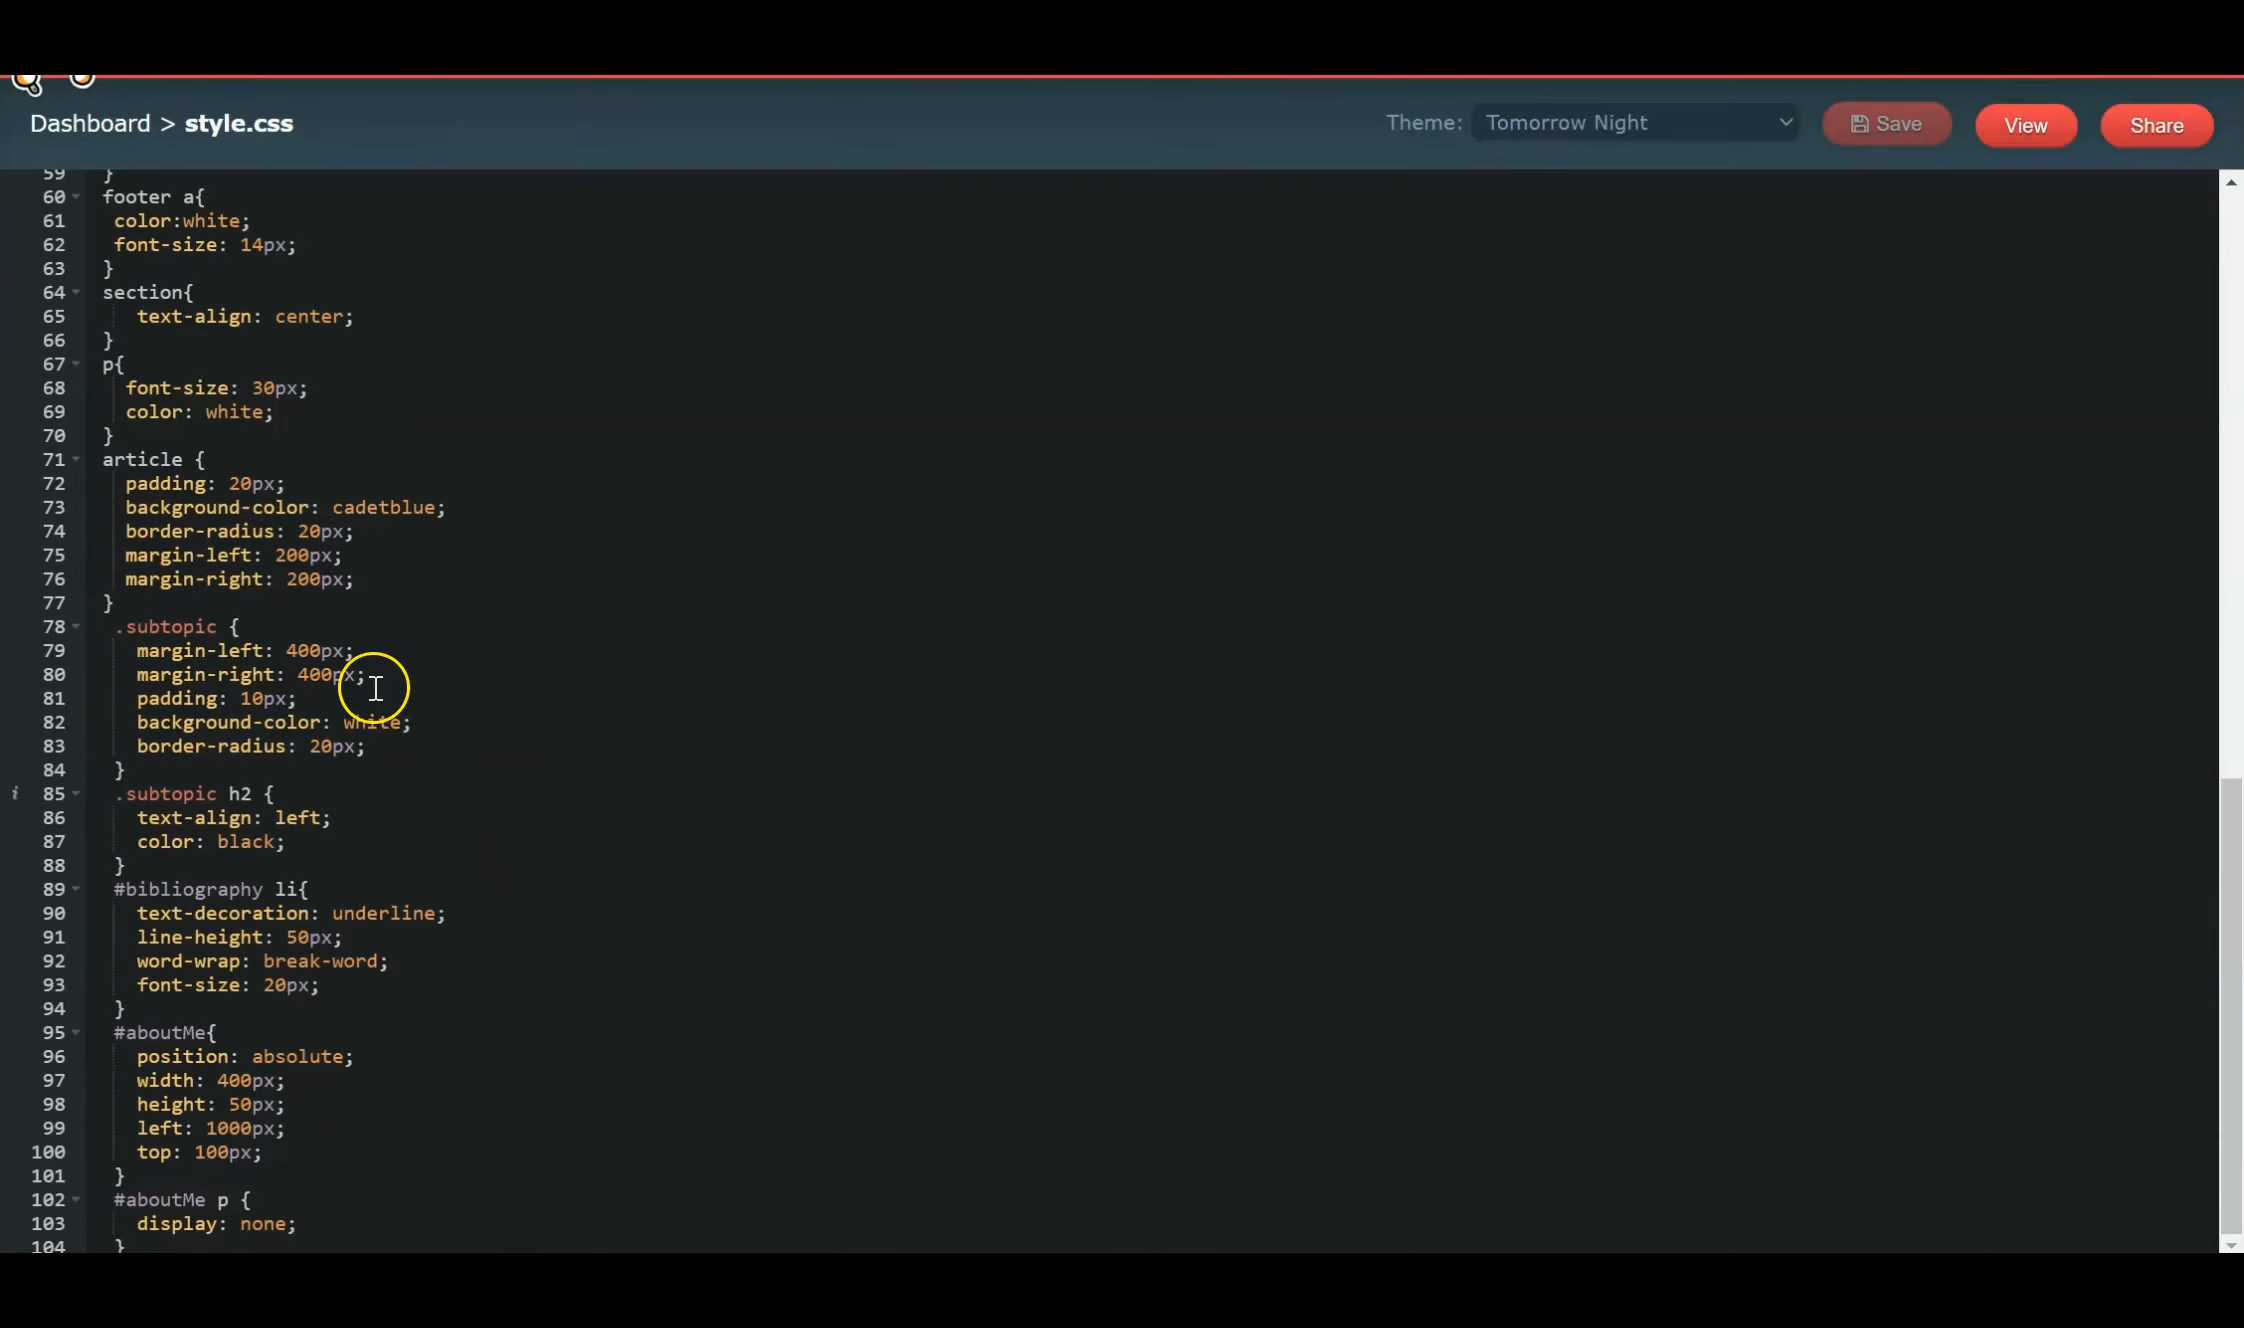 Dashboard > style.css
Theme: Tomorrow Night Save View Share
59 }
60 footer a{
61 color:white;
62 font-size: 14px;
63 }
64 section{
65 text-align: center;
66 }
67 p{
68 font-size: 30px;
69 color: white;
70 }
71 article {
72 padding: 20px;
73 background-color: cadetblue;
74 border-radius: 20px;
75 margin-left: 200px;
76 margin-right: 200px;
77 }
78 .subtopic {
79 margin-left: 400px;
80 margin-right: 400px;
81 padding: 10px;
82 background-color: white;
83 border-radius: 20px;
84 }
i 85 .subtopic h2 {
86 text-align: left;
87 color: black;
88 }
89 #bibliography li{
90 text-decoration: underline;
91 line-height: 50px;
92 word-wrap: break-word;
93 font-size: 20px;
94 }
95 #aboutMe{
96 position: absolute;
97 width: 400px;
98 height: 50px;
99 left: 1000px;
100 top: 100px;
101 }
102 #aboutMe p {
103 display: none;
104 }